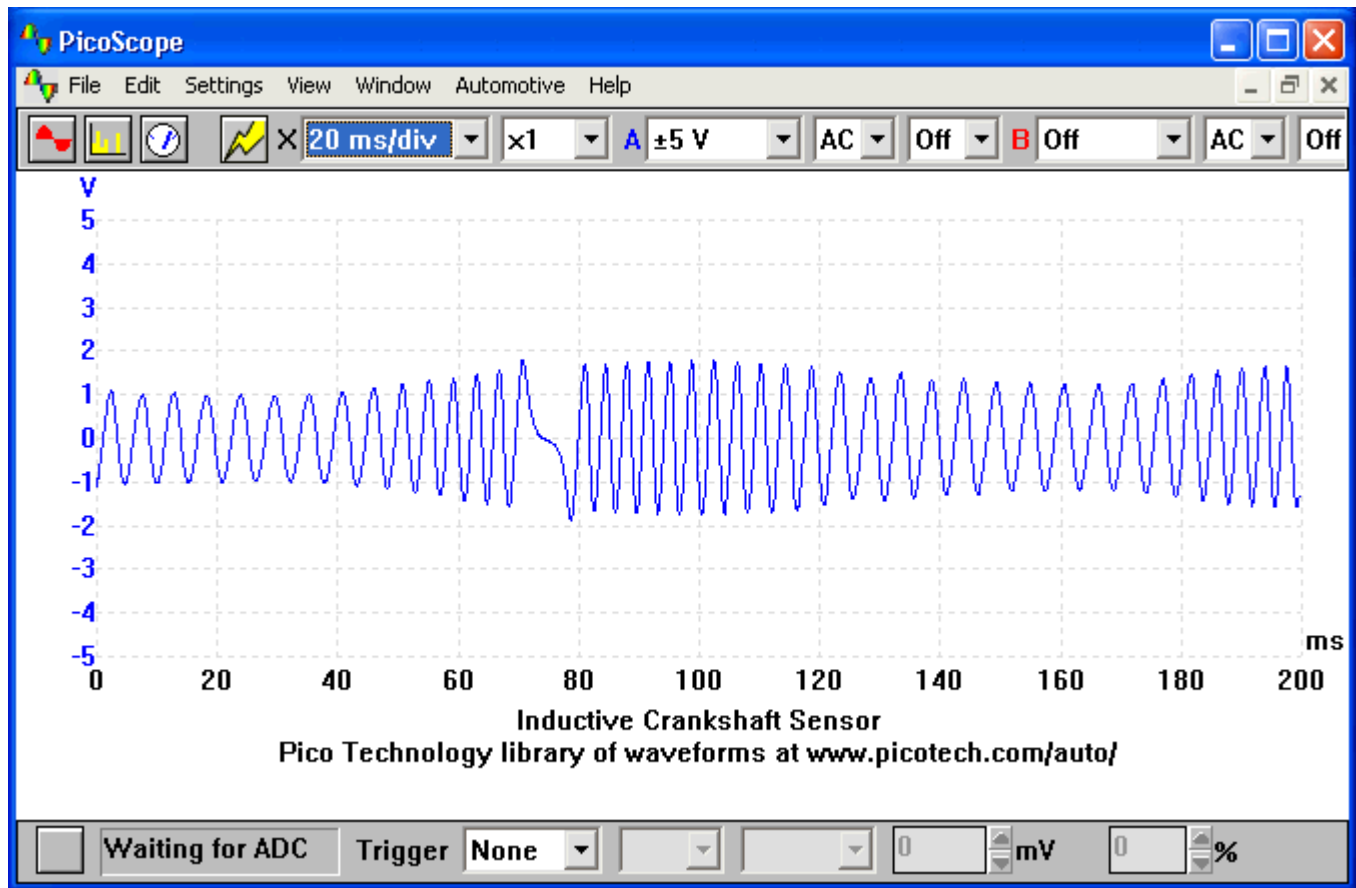 PicoScope
File Edit Settings View Window Automotive Help
X 20 ms/div x1 A ±5 V AC Off B Off AC Off
V
5
4
3
2
1
0
-1
-2
-3
-4
-5
ms
0 20 40 60 80 100 120 140 160 180 200
Inductive Crankshaft Sensor
Pico Technology library of waveforms at www.picotech.com/auto/
Waiting for ADC Trigger None 0 mV 0 %